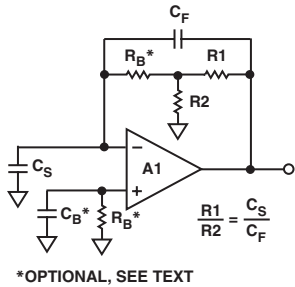 C_F
R_B* R1
R2
C_S
− A1
+
C_B* R_B*
R1/R2 = C_S/C_F
*OPTIONAL, SEE TEXT